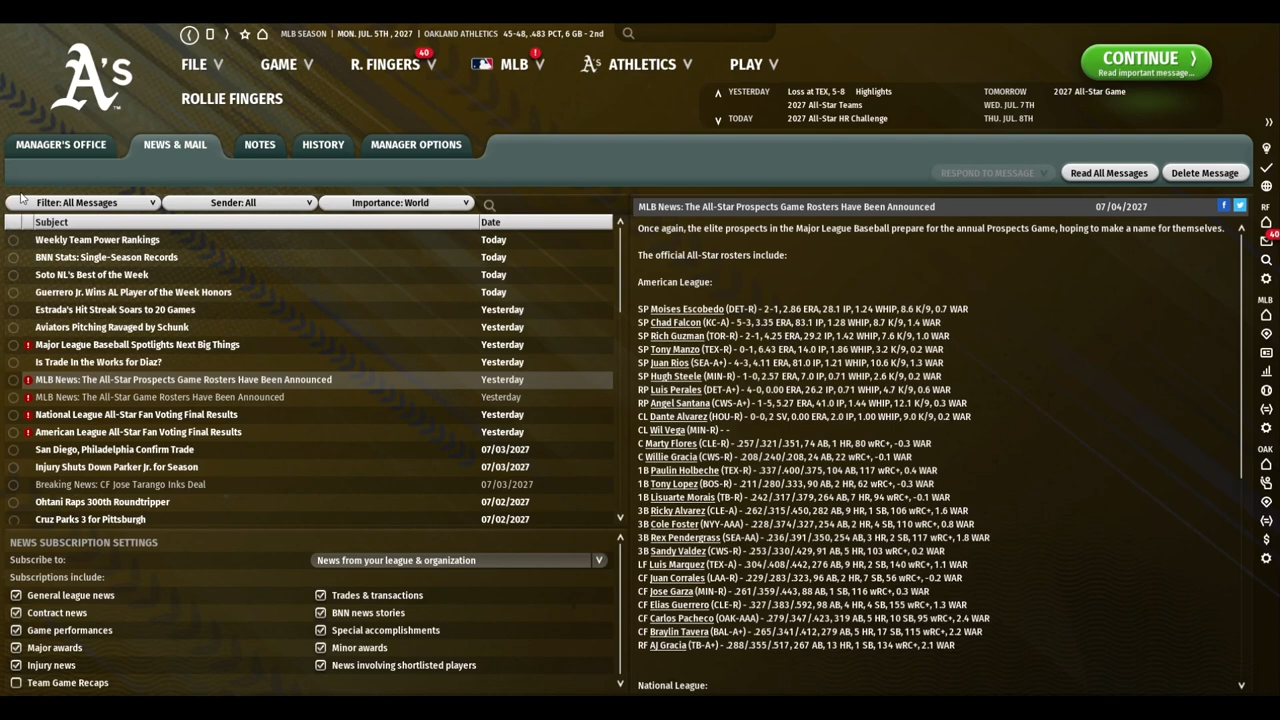 MLB SEASON | MON. JUL. 5TH , 2027 | OAKLAND ATHLETICS 45-48, .483 PCT, 6 GB - 2nd
A's
FILE GAME R. FINGERS 40 MLB ! A's ATHLETICS PLAY
CONTINUE
Read important message...
ROLLIE FINGERS
YESTERDAY Loss at TEX, 5-8 Highlights TOMORROW 2027 All-Star Game
2027 All-Star Teams WED. JUL. 7TH
TODAY 2027 All-Star HR Challenge THU. JUL. 8TH
MANAGER'S OFFICE NEWS & MAIL NOTES HISTORY MANAGER OPTIONS
RESPOND TO MESSAGE Read All Messages Delete Message
Filter: All Messages Sender: All Importance: World
Subject Date
Weekly Team Power Rankings Today
BNN Stats: Single-Season Records Today
Soto NL's Best of the Week Today
Guerrero Jr. Wins AL Player of the Week Honors Today
Estrada's Hit Streak Soars to 20 Games Yesterday
Aviators Pitching Ravaged by Schunk Yesterday
! Major League Baseball Spotlights Next Big Things Yesterday
Is Trade In the Works for Diaz? Yesterday
! MLB News: The All-Star Prospects Game Rosters Have Been Announced Yesterday
! MLB News: The All-Star Game Rosters Have Been Announced Yesterday
! National League All-Star Fan Voting Final Results Yesterday
! American League All-Star Fan Voting Final Results Yesterday
San Diego, Philadelphia Confirm Trade 07/03/2027
Injury Shuts Down Parker Jr. for Season 07/03/2027
Breaking News: CF Jose Tarango Inks Deal 07/03/2027
Ohtani Raps 300th Roundtripper 07/02/2027
Cruz Parks 3 for Pittsburgh 07/02/2027
NEWS SUBSCRIPTION SETTINGS
Subscribe to: News from your league & organization
Subscriptions include:
General league news Trades & transactions
Contract news BNN news stories
Game performances Special accomplishments
Major awards Minor awards
Injury news News involving shortlisted players
Team Game Recaps
MLB News: The All-Star Prospects Game Rosters Have Been Announced 07/04/2027
Once again, the elite prospects in the Major League Baseball prepare for the annual Prospects Game, hoping to make a name for themselves.
The official All-Star rosters include:
American League:
SP Moises Escobedo (DET-R) - 2-1, 2.86 ERA, 28.1 IP, 1.24 WHIP, 8.6 K/9, 0.7 WAR
SP Chad Falcon (KC-A) - 5-3, 3.35 ERA, 83.1 IP, 1.28 WHIP, 8.7 K/9, 1.4 WAR
SP Rich Guzman (TOR-R) - 2-1, 4.25 ERA, 29.2 IP, 1.42 WHIP, 7.6 K/9, 1.0 WAR
SP Tony Manzo (TEX-R) - 0-1, 6.43 ERA, 14.0 IP, 1.86 WHIP, 3.2 K/9, 0.2 WAR
SP Juan Rios (SEA-A+) - 4-3, 4.11 ERA, 81.0 IP, 1.21 WHIP, 10.6 K/9, 1.3 WAR
SP Hugh Steele (MIN-R) - 1-0, 2.57 ERA, 7.0 IP, 0.71 WHIP, 2.6 K/9, 0.2 WAR
RP Luis Perales (DET-A+) - 4-0, 0.00 ERA, 26.2 IP, 0.71 WHIP, 4.7 K/9, 0.6 WAR
RP Angel Santana (CWS-A+) - 1-5, 5.27 ERA, 41.0 IP, 1.44 WHIP, 12.1 K/9, 0.3 WAR
CL Dante Alvarez (HOU-R) - 0-0, 2 SV, 0.00 ERA, 2.0 IP, 1.00 WHIP, 9.0 K/9, 0.2 WAR
CL Wil Vega (MIN-R) - -
C Marty Flores (CLE-R) - .257/.321/.351, 74 AB, 1 HR, 80 wRC+, -0.3 WAR
C Willie Gracia (CWS-R) - .208/.240/.208, 24 AB, 22 wRC+, -0.1 WAR
1B Paulin Holbeche (TEX-R) - .337/.400/.375, 104 AB, 117 wRC+, 0.4 WAR
1B Tony Lopez (BOS-R) - .211/.280/.333, 90 AB, 2 HR, 62 wRC+, -0.3 WAR
1B Lisuarte Morais (TB-R) - .242/.317/.379, 264 AB, 7 HR, 94 wRC+, -0.1 WAR
3B Ricky Alvarez (CLE-A) - .262/.315/.450, 282 AB, 9 HR, 1 SB, 106 wRC+, 1.6 WAR
3B Cole Foster (NYY-AAA) - .228/.374/.327, 254 AB, 2 HR, 4 SB, 110 wRC+, 0.8 WAR
3B Rex Pendergrass (SEA-AA) - .236/.391/.350, 254 AB, 3 HR, 2 SB, 117 wRC+, 1.8 WAR
3B Sandy Valdez (CWS-R) - .253/.330/.429, 91 AB, 5 HR, 103 wRC+, 0.2 WAR
LF Luis Marquez (TEX-A) - .304/.408/.442, 276 AB, 9 HR, 2 SB, 140 wRC+, 1.1 WAR
CF Juan Corrales (LAA-R) - .229/.283/.323, 96 AB, 2 HR, 7 SB, 56 wRC+, -0.2 WAR
CF Jose Garza (MIN-R) - .261/.359/.443, 88 AB, 1 SB, 116 wRC+, 0.3 WAR
CF Elias Guerrero (CLE-R) - .327/.383/.592, 98 AB, 4 HR, 4 SB, 155 wRC+, 1.3 WAR
CF Carlos Pacheco (OAK-AAA) - .279/.347/.423, 319 AB, 5 HR, 10 SB, 95 wRC+, 2.4 WAR
CF Braylin Tavera (BAL-A+) - .265/.341/.412, 279 AB, 5 HR, 17 SB, 115 wRC+, 2.2 WAR
RF AJ Gracia (TB-A+) - .288/.355/.517, 267 AB, 13 HR, 5 SB, 134 wRC+, 2.1 WAR
National League:
RF
40
MLB
OAK